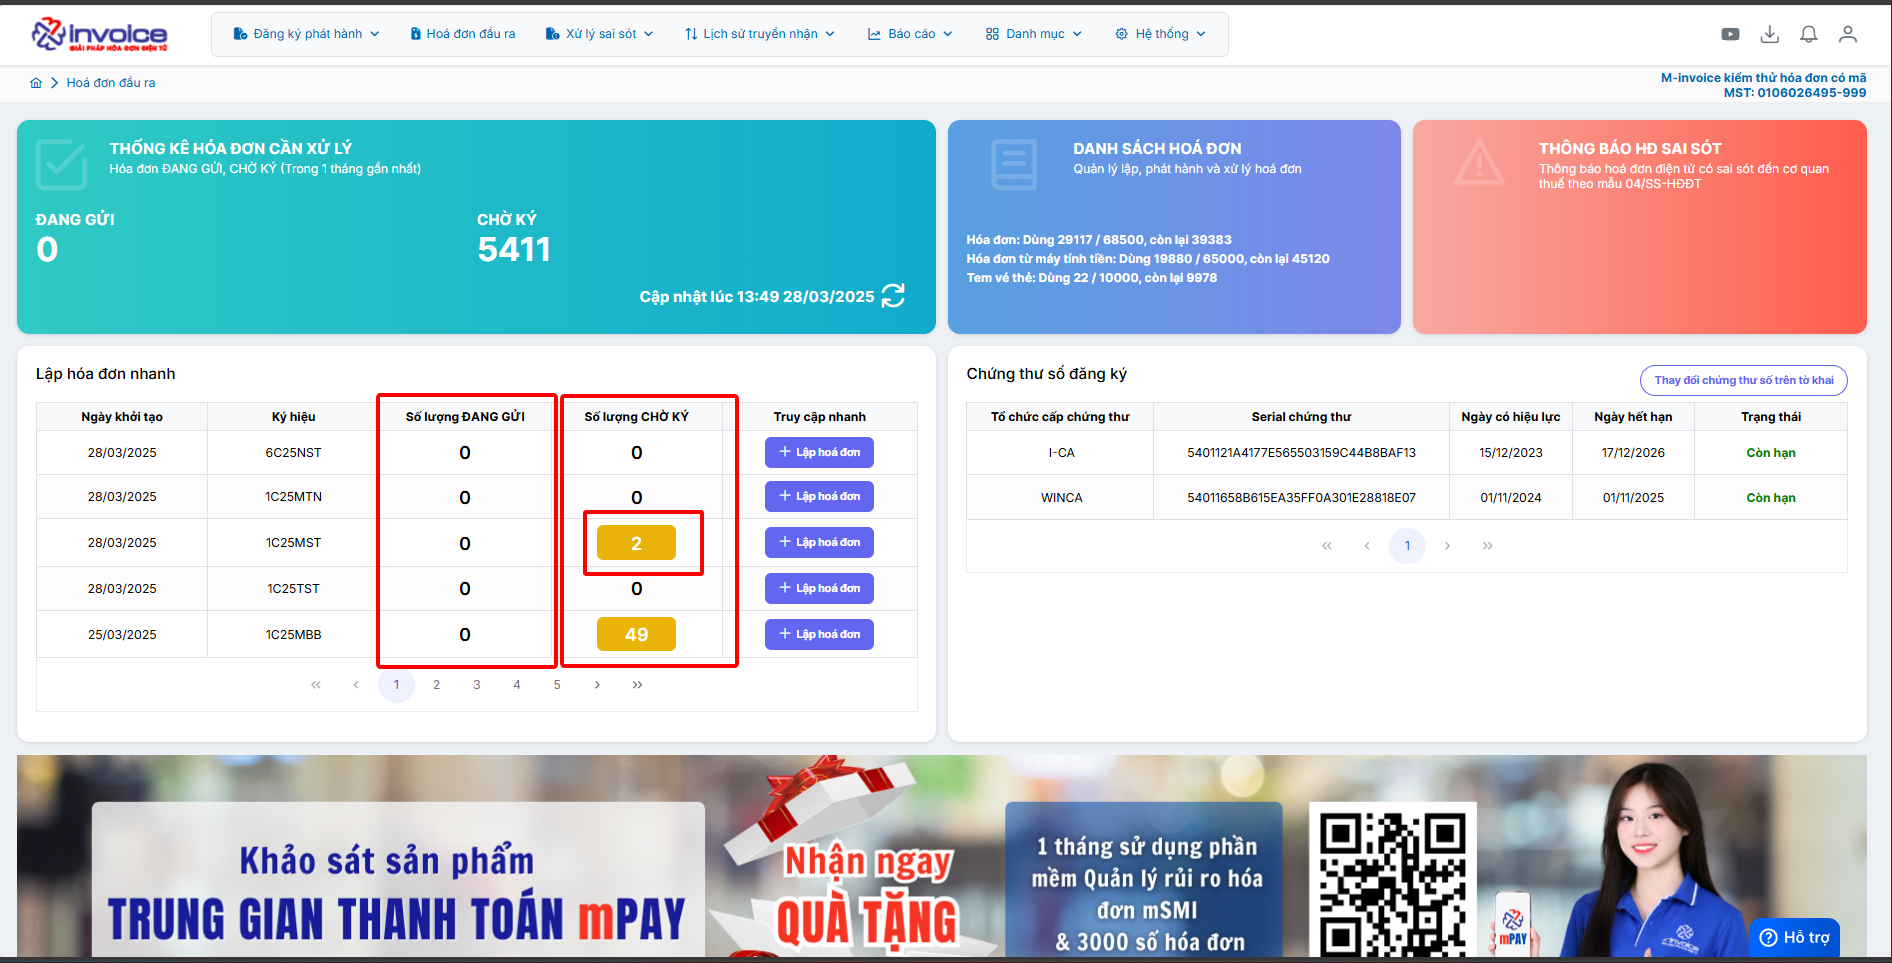 invoice
GIẢI PHÁP HÓA ĐƠN ĐIỆN TỬ
Đăng ký phát hành
Hoá đơn đầu ra
Xử lý sai sót
Lịch sử truyền nhận
Báo cáo
Danh mục
Hệ thống
Hoá đơn đầu ra
M-invoice kiểm thử hóa đơn có mã
MST: 0106026495-999
THỐNG KÊ HÓA ĐƠN CẦN XỬ LÝ
Hóa đơn ĐANG GỬI, CHỜ KÝ (Trong 1 tháng gần nhất)
ĐANG GỬI
0
CHỜ KÝ
5411
Cập nhật lúc 13:49 28/03/2025
DANH SÁCH HOÁ ĐƠN
Quản lý lập, phát hành và xử lý hoá đơn
Hóa đơn: Dùng 29117 / 68500, còn lại 39383
Hóa đơn từ máy tính tiền: Dùng 19880 / 65000, còn lại 45120
Tem vé thẻ: Dùng 22 / 10000, còn lại 9978
THÔNG BÁO HĐ SAI SÓT
Thông báo hoá đơn điện tử có sai sót đến cơ quan
thuế theo mẫu 04/SS-HĐĐT
Lập hóa đơn nhanh
Ngày khởi tạo Ký hiệu Số lượng ĐANG GỬI Số lượng CHỜ KÝ Truy cập nhanh
28/03/2025 6C25NST 0 0 + Lập hoá đơn
28/03/2025 1C25MTN 0 0 + Lập hoá đơn
28/03/2025 1C25MST 0 2 + Lập hoá đơn
28/03/2025 1C25TST 0 0 + Lập hoá đơn
25/03/2025 1C25MBB 0 49 + Lập hoá đơn
« ‹ 1 2 3 4 5 › »
Chứng thư số đăng ký
Thay đổi chứng thư số trên tờ khai
Tổ chức cấp chứng thư Serial chứng thư Ngày có hiệu lực Ngày hết hạn Trạng thái
I-CA 5401121A4177E565503159C44B8BAF13 15/12/2023 17/12/2026 Còn hạn
WINCA 54011658B615EA35FF0A301E28818E07 01/11/2024 01/11/2025 Còn hạn
« ‹ 1 › »
Khảo sát sản phẩm
TRUNG GIAN THANH TOÁN mPAY
Nhận ngay
QUÀ TẶNG
1 tháng sử dụng phần
mềm Quản lý rủi ro hóa
đơn mSMI
& 3000 số hóa đơn
mPAY
invoice
Hỗ trợ